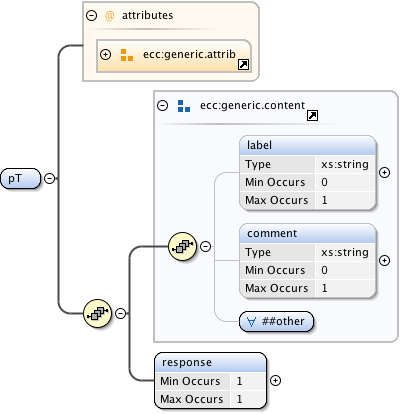 @ attributes
ecc:generic.attrib
ecc:generic.content
label
Type xs:string
Min Occurs 0
Max Occurs 1
pT
comment
Type xs:string
Min Occurs 0
Max Occurs 1
∀ ##other
response
Min Occurs 1
Max Occurs 1